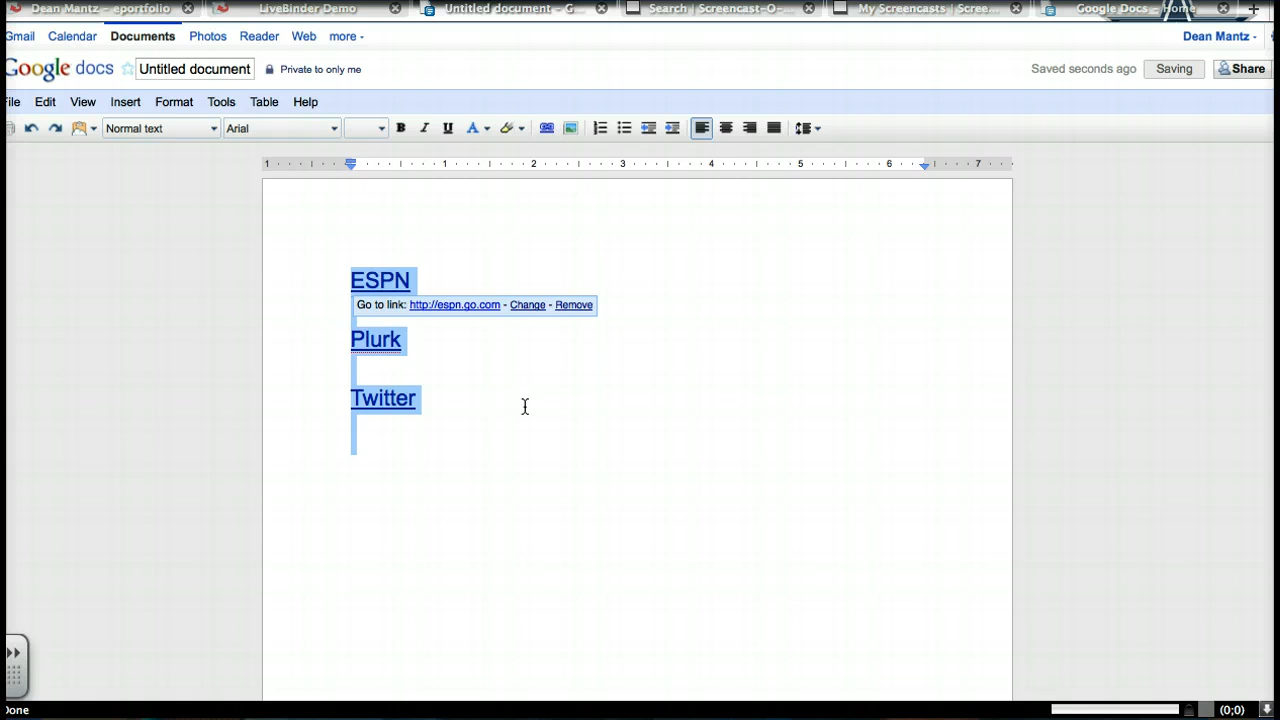 Dean Mantz – eportfolio LiveBinder Demo Untitled document – G... Search | Screencast-O-... My Screencasts | Scree... Google Docs – Home
Gmail Calendar Documents Photos Reader Web more Dean Mantz
Google docs Untitled document Private to only me Saved seconds ago Saving Share
File Edit View Insert Format Tools Table Help
Normal text Arial B I U A
1 1 2 3 4 5 6 7
ESPN
Go to link: http://espn.go.com - Change - Remove
Plurk
Twitter
Done (0;0)